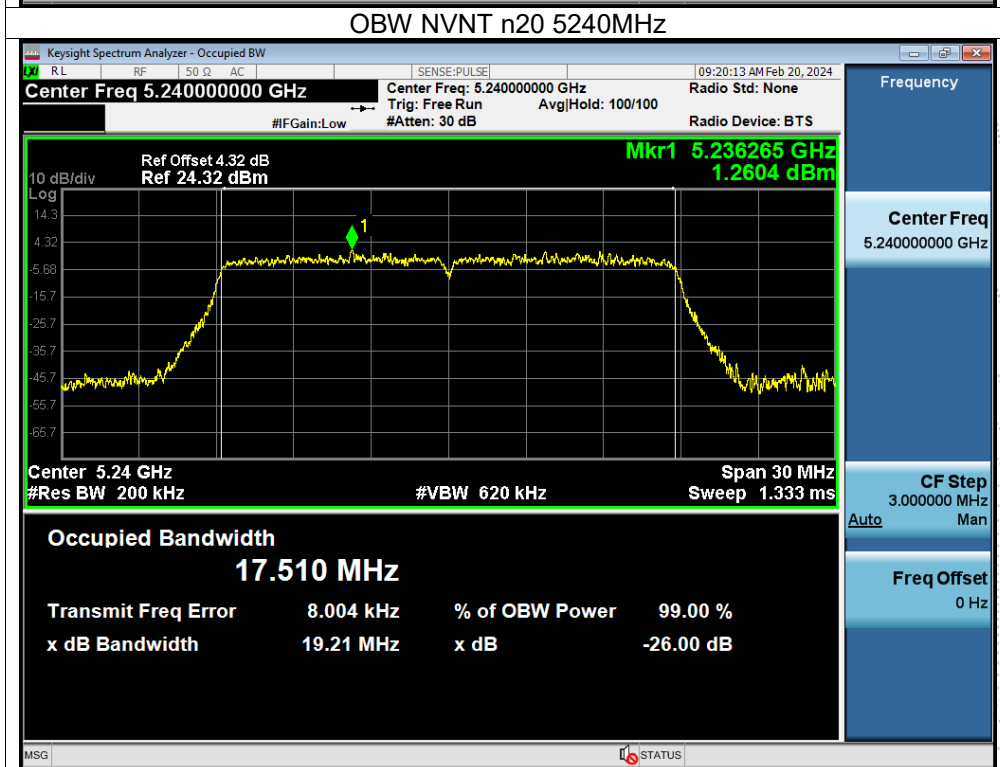 OBW NVNT n20 5240MHz
Keysight Spectrum Analyzer - Occupied BW
LXI RL RF 50 Ω AC SENSE:PULSE 09:20:13 AM Feb 20, 2024
Center Freq 5.240000000 GHz Center Freq: 5.240000000 GHz Radio Std: None
Trig: Free Run Avg|Hold: 100/100
#IFGain:Low #Atten: 30 dB Radio Device: BTS
Frequency
Mkr1 5.236265 GHz
1.2604 dBm
Ref Offset 4.32 dB
10 dB/div Ref 24.32 dBm
Log
14.3
4.32
-5.68
-15.7
-25.7
-35.7
-45.7
-55.7
-65.7
1
Center 5.24 GHz Span 30 MHz
#Res BW 200 kHz #VBW 620 kHz Sweep 1.333 ms
Center Freq
5.240000000 GHz
CF Step
3.000000 MHz
Auto Man
Freq Offset
0 Hz
Occupied Bandwidth
17.510 MHz
Transmit Freq Error 8.004 kHz % of OBW Power 99.00 %
x dB Bandwidth 19.21 MHz x dB -26.00 dB
MSG STATUS